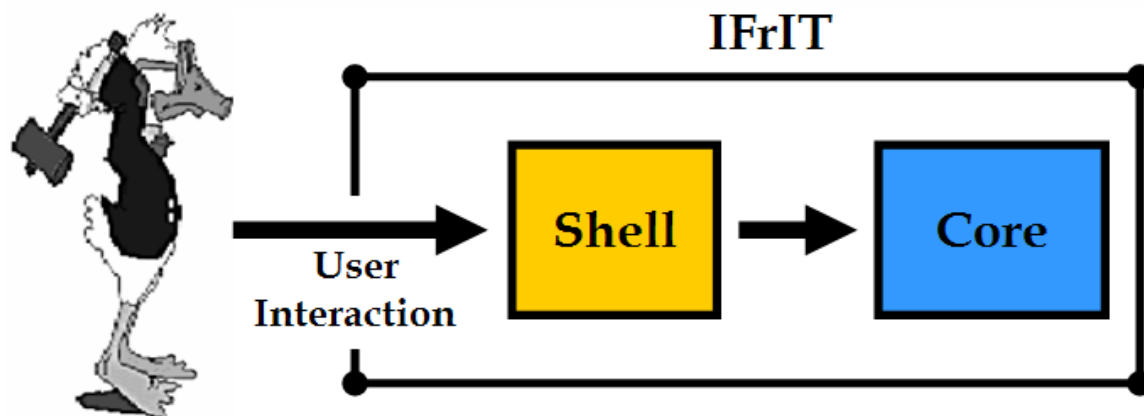 IFrIT
Shell
Core
User
Interaction